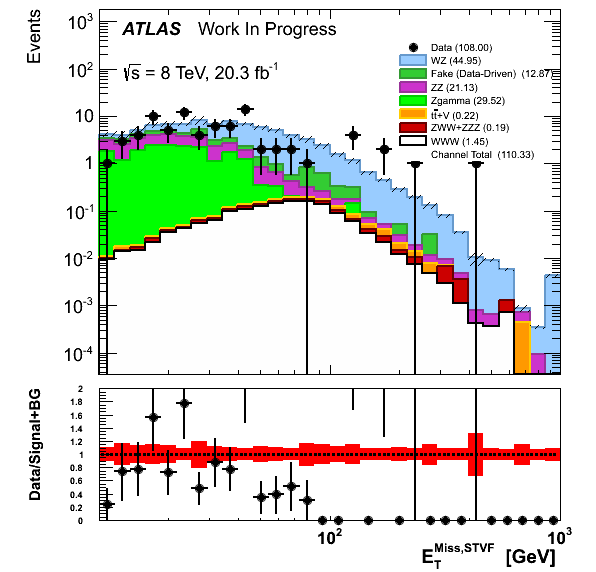 Events
10³
10²
10
1
10⁻¹
10⁻²
10⁻³
10⁻⁴
ATLAS Work In Progress
√s = 8 TeV, 20.3 fb⁻¹
Data (108.00)
WZ (44.95)
Fake (Data-Driven) (12.87)
ZZ (21.13)
Zgamma (29.52)
tt̄+V (0.22)
ZWW+ZZZ (0.19)
WWW (1.45)
Channel Total (110.33)
Data/Signal+BG
2
1.8
1.6
1.4
1.2
1
0.8
0.6
0.4
0.2
0
10²
10³
E_T^Miss,STVF [GeV]